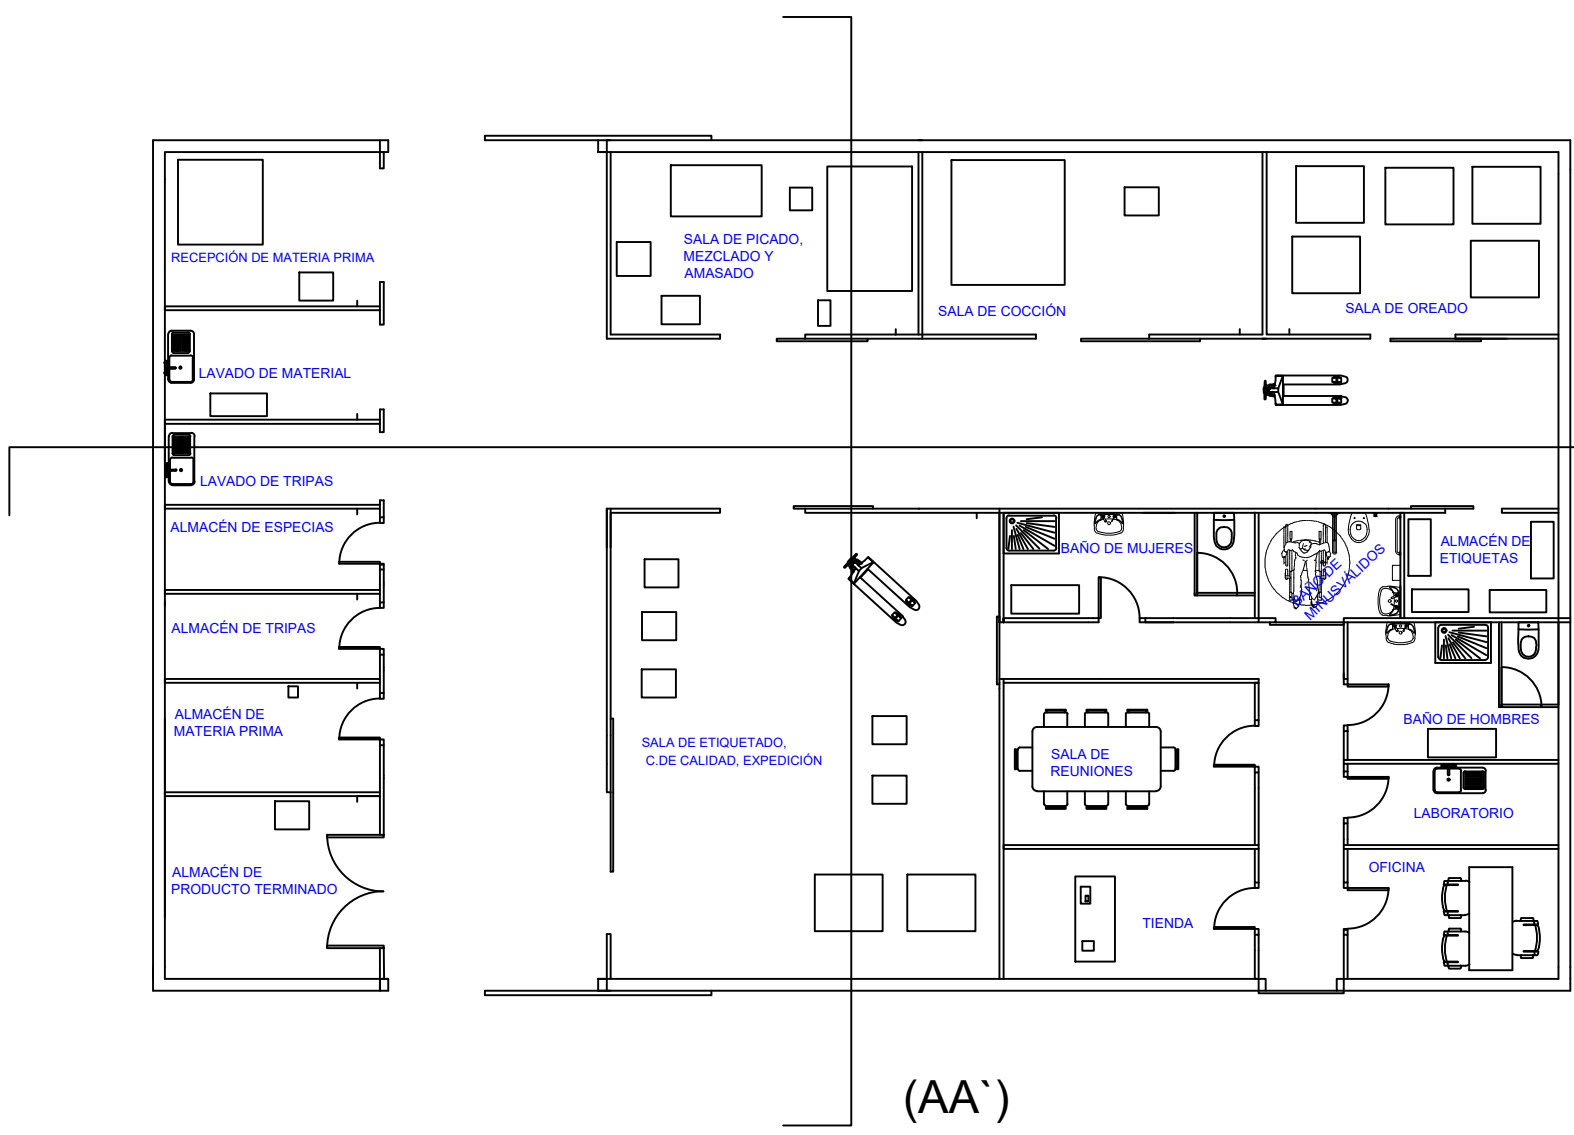 RECEPCIÓN DE MATERIA PRIMA
SALA DE PICADO,
MEZCLADO Y
AMASADO
SALA DE COCCIÓN
SALA DE OREADO
LAVADO DE MATERIAL
LAVADO DE TRIPAS
ALMACÉN DE ESPECIAS
BAÑO DE MUJERES
BAÑO DE
MINUSVÁLIDOS
ALMACÉN DE
ETIQUETAS
ALMACÉN DE TRIPAS
ALMACÉN DE
MATERIA PRIMA
SALA DE ETIQUETADO,
C.DE CALIDAD, EXPEDICIÓN
SALA DE
REUNIONES
BAÑO DE HOMBRES
LABORATORIO
ALMACÉN DE
PRODUCTO TERMINADO
TIENDA
OFICINA
(AA`)